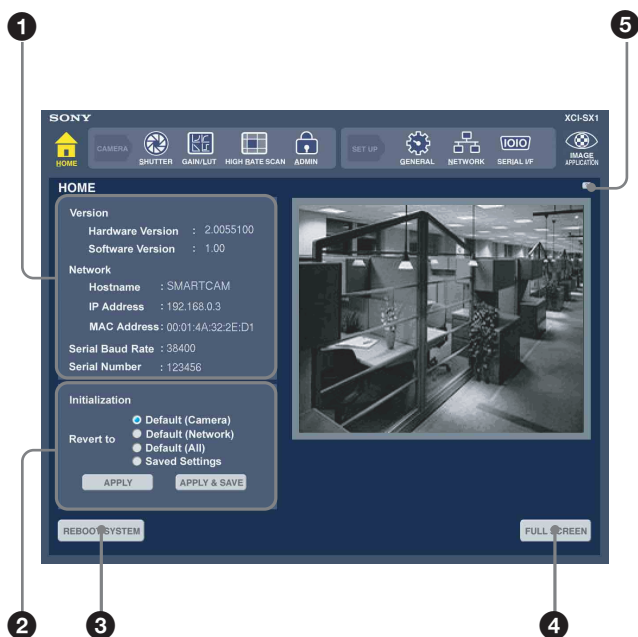 1
5
SONY
XCI-SX1
HOME
CAMERA
SHUTTER
GAIN/LUT
HIGH RATE SCAN
ADMIN
SET UP
GENERAL
NETWORK
IOIO
SERIAL I/F
IMAGE
APPLICATION
HOME
Version
Hardware Version : 2.0055100
Software Version : 1.00
Network
Hostname : SMARTCAM
IP Address : 192.168.0.3
MAC Address : 00:01:4A:32:2E:D1
Serial Baud Rate : 38400
Serial Number : 123456
Initialization
Revert to
Default (Camera)
Default (Network)
Default (All)
Saved Settings
APPLY
APPLY & SAVE
REBOOT SYSTEM
FULL SCREEN
2
3
4